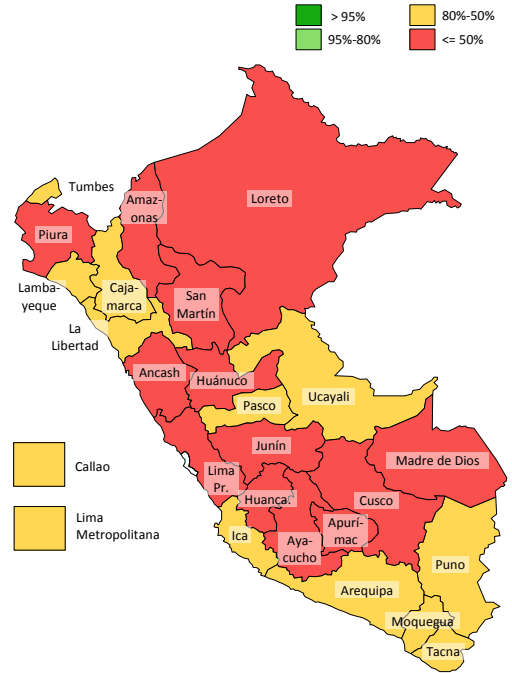 > 95%
80%-50%
95%-80%
<= 50%
Tumbes
Amaz-
onas
Loreto
Piura
Lamba-
yeque
Caja-
marca
San
Martín
La
Libertad
Ancash
Huánuco
Ucayali
Pasco
Junín
Madre de Dios
Lima
Pr.
Callao
Huanca.
Cusco
Lima
Metropolitana
Apurí-
mac
Ica
Aya-
cucho
Puno
Arequipa
Moquegua
Tacna